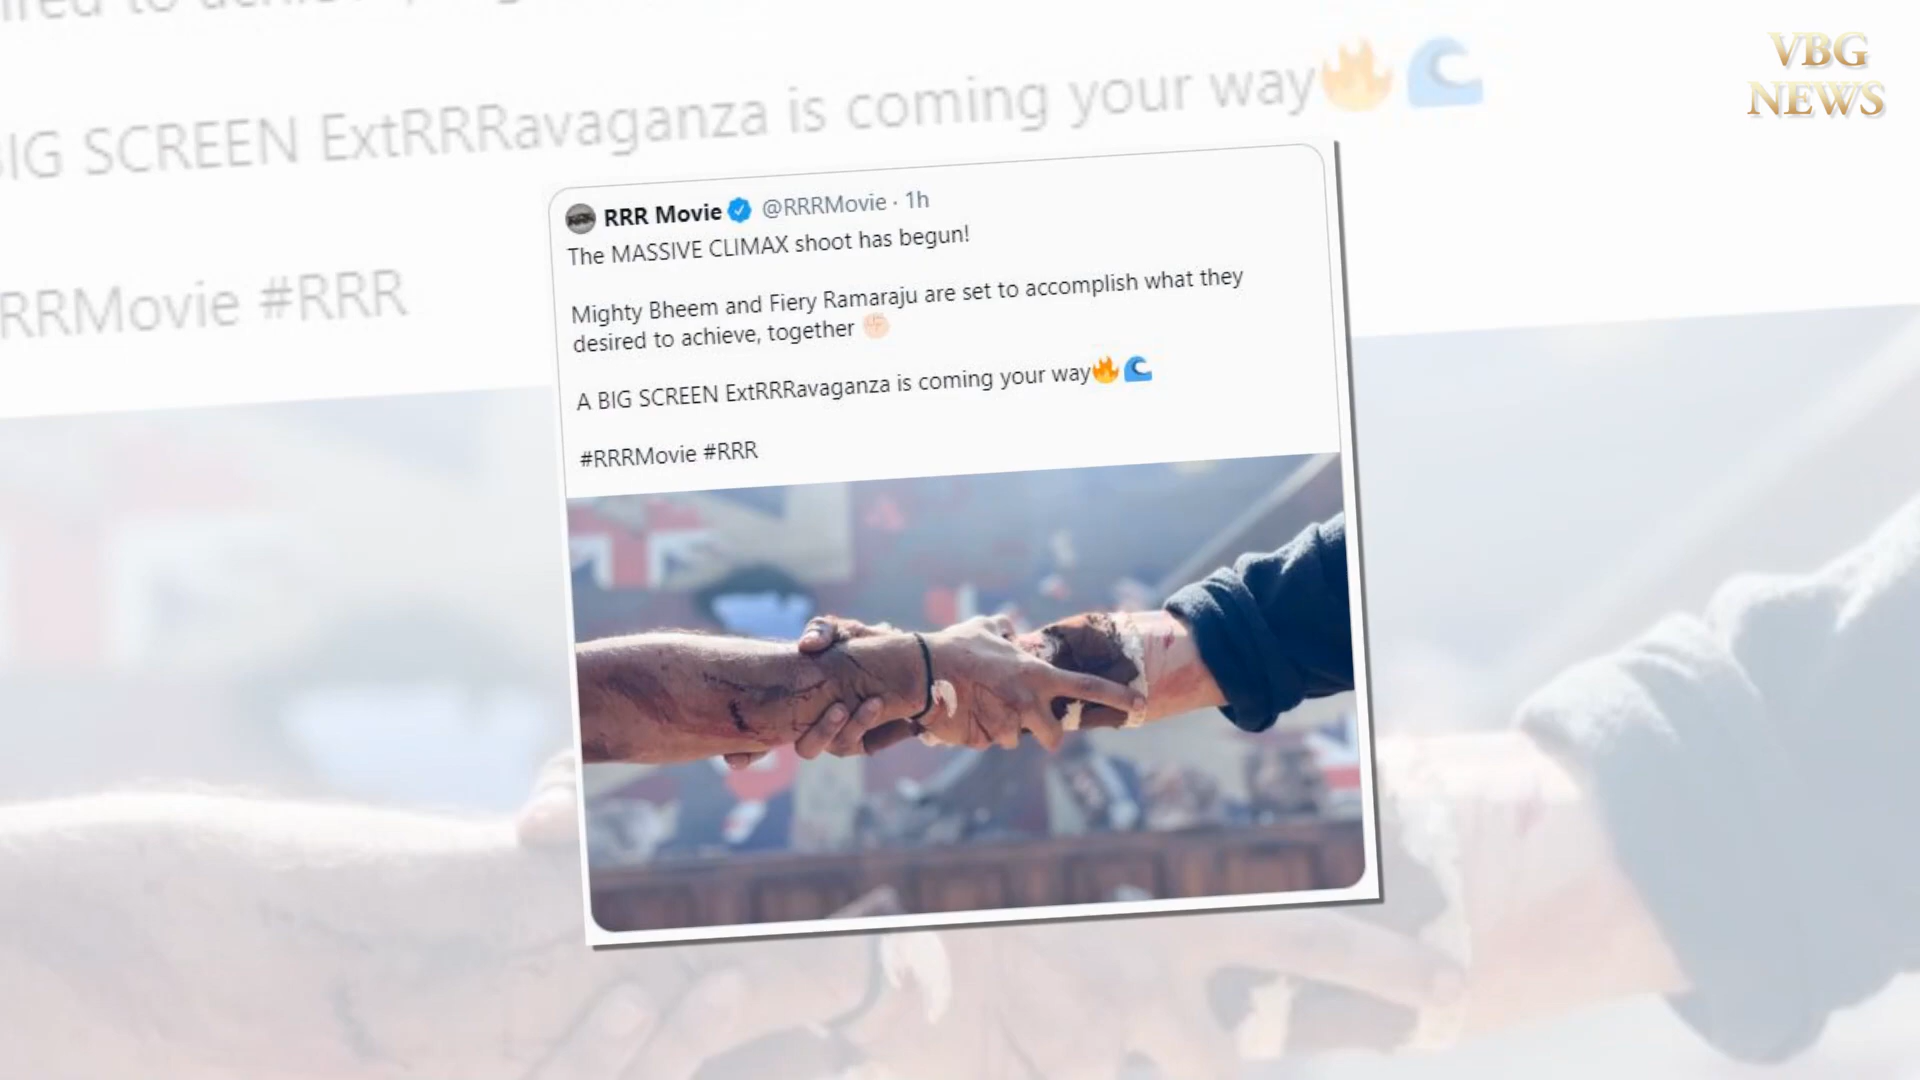 BIG SCREEN ExtRRRavaganza is coming your way🔥🌊
RRMovie #RRR
VBG
NEWS
RRR Movie @RRRMovie · 1h
The MASSIVE CLIMAX shoot has begun!
Mighty Bheem and Fiery Ramaraju are set to accomplish what they
desired to achieve, together ✊🏻
A BIG SCREEN ExtRRRavaganza is coming your way🔥🌊
#RRRMovie #RRR